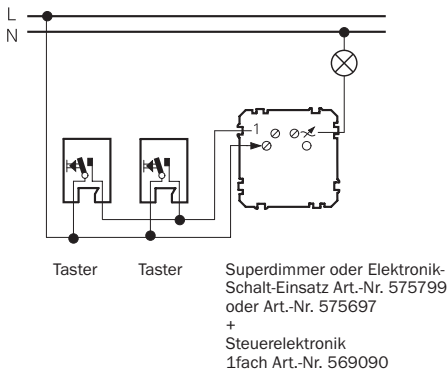 L
N
1
Taster Taster
Superdimmer oder Elektronik-
Schalt-Einsatz Art.-Nr. 575799
oder Art.-Nr. 575697
+
Steuerelektronik
1fach Art.-Nr. 569090